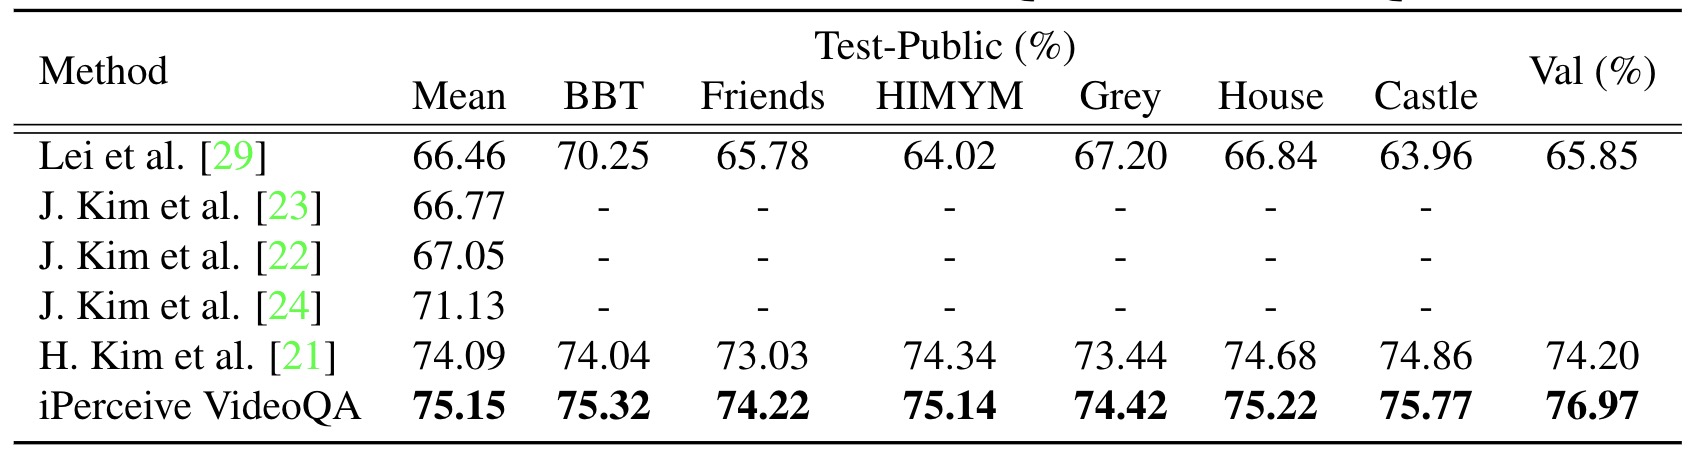 Test-Public (%)
Method Val (%)
Mean BBT Friends HIMYM Grey House Castle
Lei et al. [29] 66.46 70.25 65.78 64.02 67.20 66.84 63.96 65.85
J. Kim et al. [23] 66.77 - - - - - -
J. Kim et al. [22] 67.05 - - - - - -
J. Kim et al. [24] 71.13 - - - - - -
H. Kim et al. [21] 74.09 74.04 73.03 74.34 73.44 74.68 74.86 74.20
iPerceive VideoQA 75.15 75.32 74.22 75.14 74.42 75.22 75.77 76.97